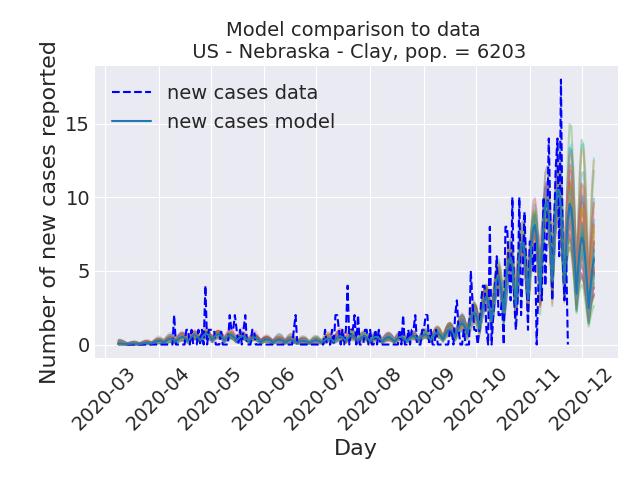 Model comparison to data
US - Nebraska - Clay, pop. = 6203
new cases data
new cases model
Number of new cases reported
15
10
5
0
2020-03
2020-04
2020-05
2020-06
2020-07
2020-08
2020-09
2020-10
2020-11
2020-12
Day